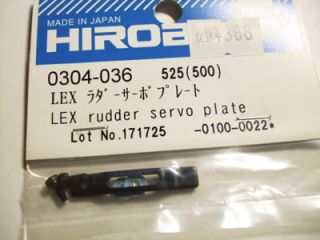 MADE IN JAPAN
HIROB
0304-036 525(500)
LEX ラダーサーボプレート
LEX rudder servo plate
Lot No.171725 -0100-0022*